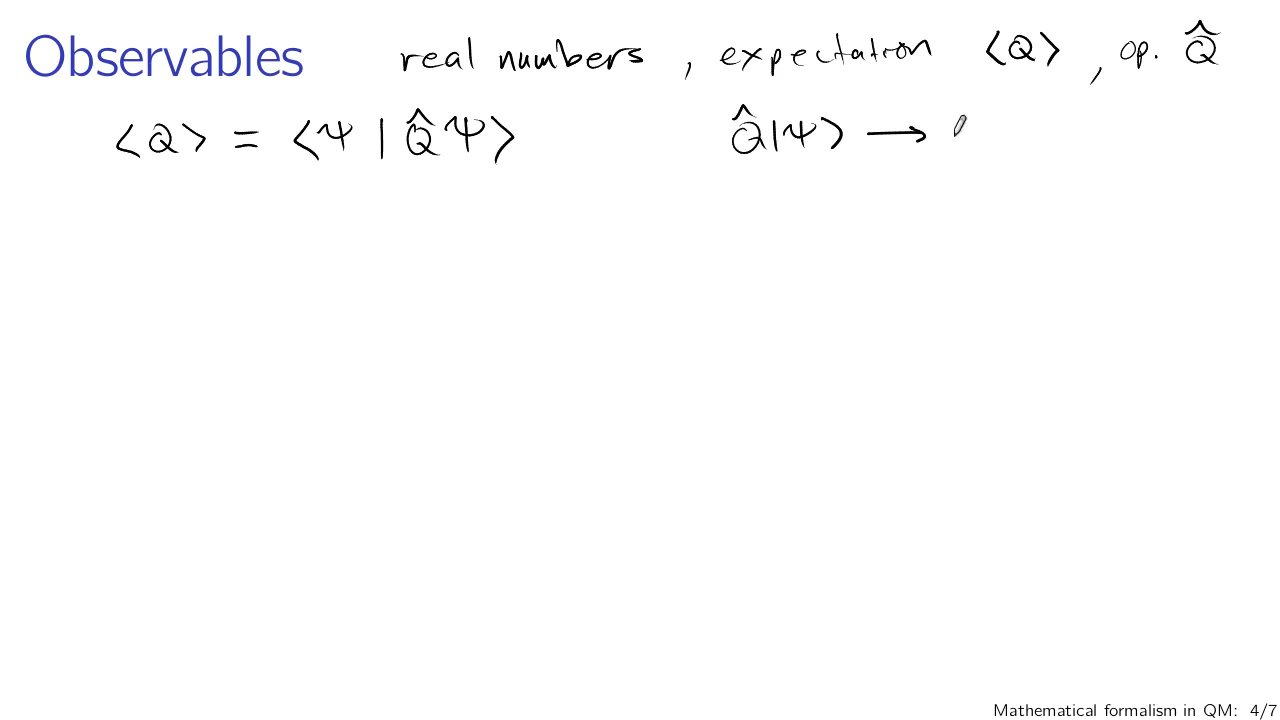 Observables real numbers , expectation ⟨Q⟩ , op. Q̂
⟨Q⟩ = ⟨Ψ | Q̂ Ψ⟩ Q̂|Ψ⟩ ⟶
Mathematical formalism in QM: 4/7